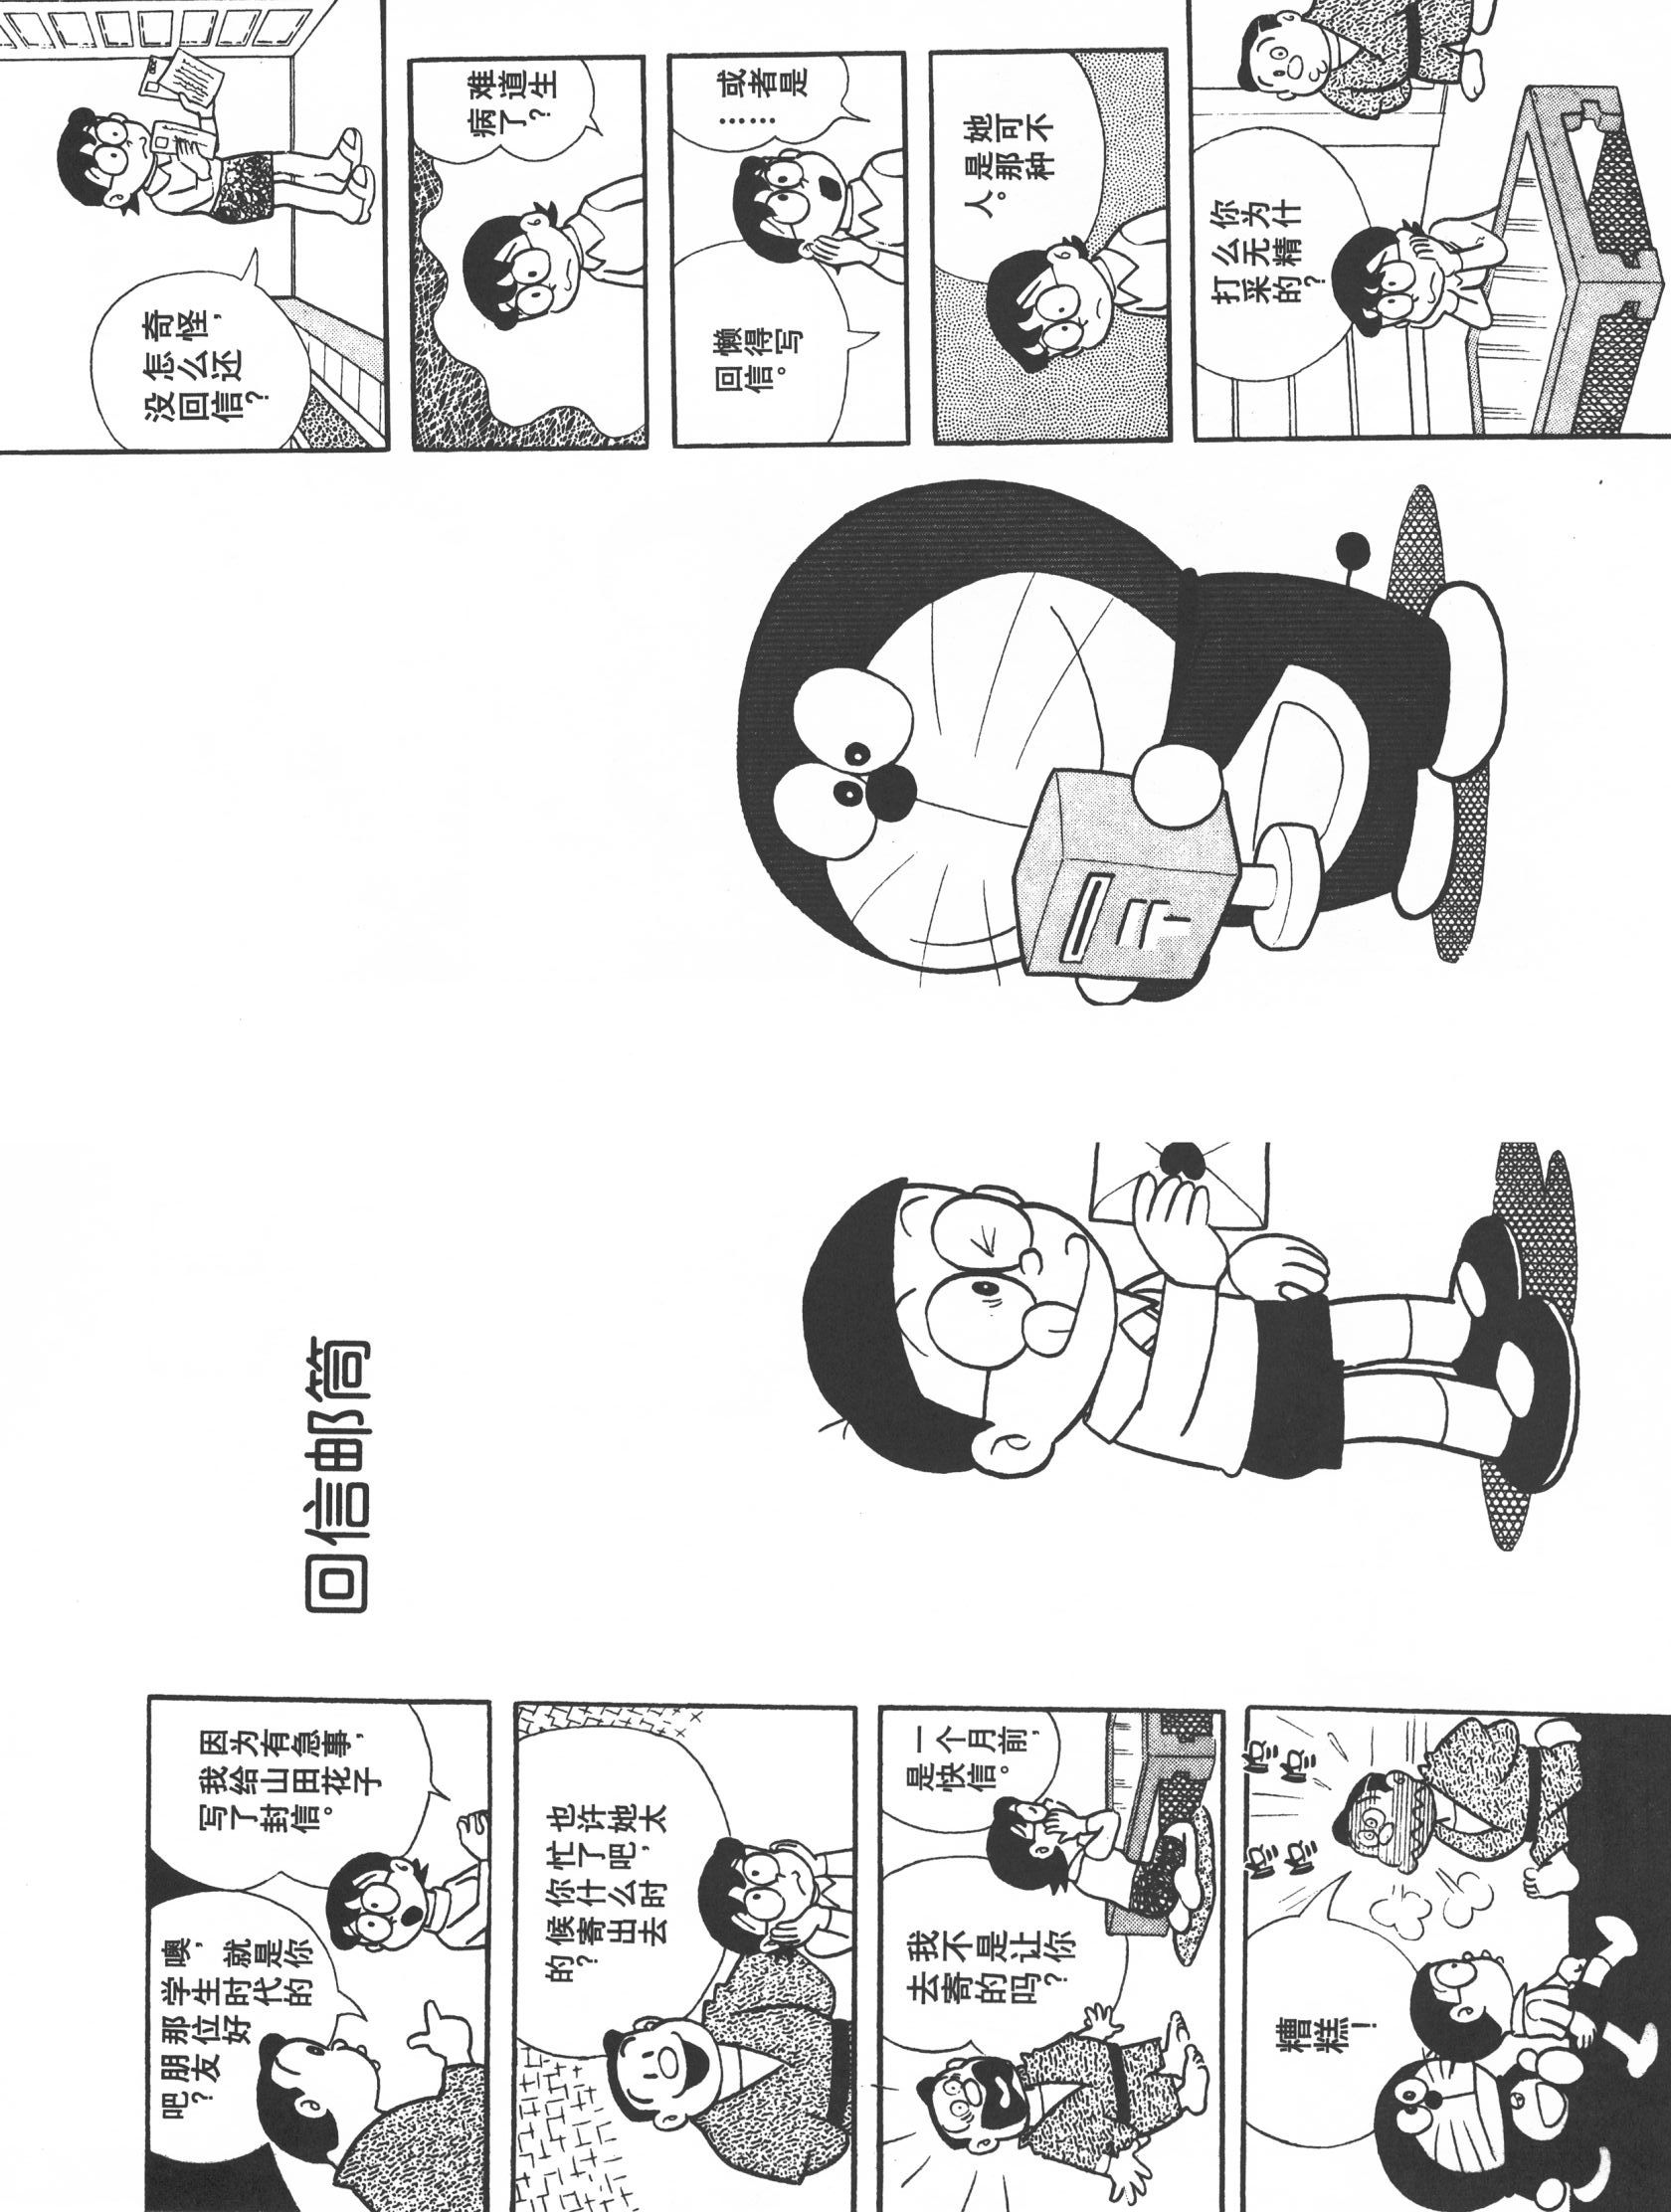 回信邮筒
奇怪，
怎么还
没回信？
难道生
病了？
或者是
……
懒得写
回信。
她可不
是那种
人。
你为什
么无精
打采的？
因为有急事，
我给山田花子
写了封信。
噢，就是你
学生时代的
那位好
朋友
吧？
也许她太
忙了吧，
你什么时
候寄出去
的？
一个月前，
是快信。
我不是让你
去寄的吗？
糟糕！